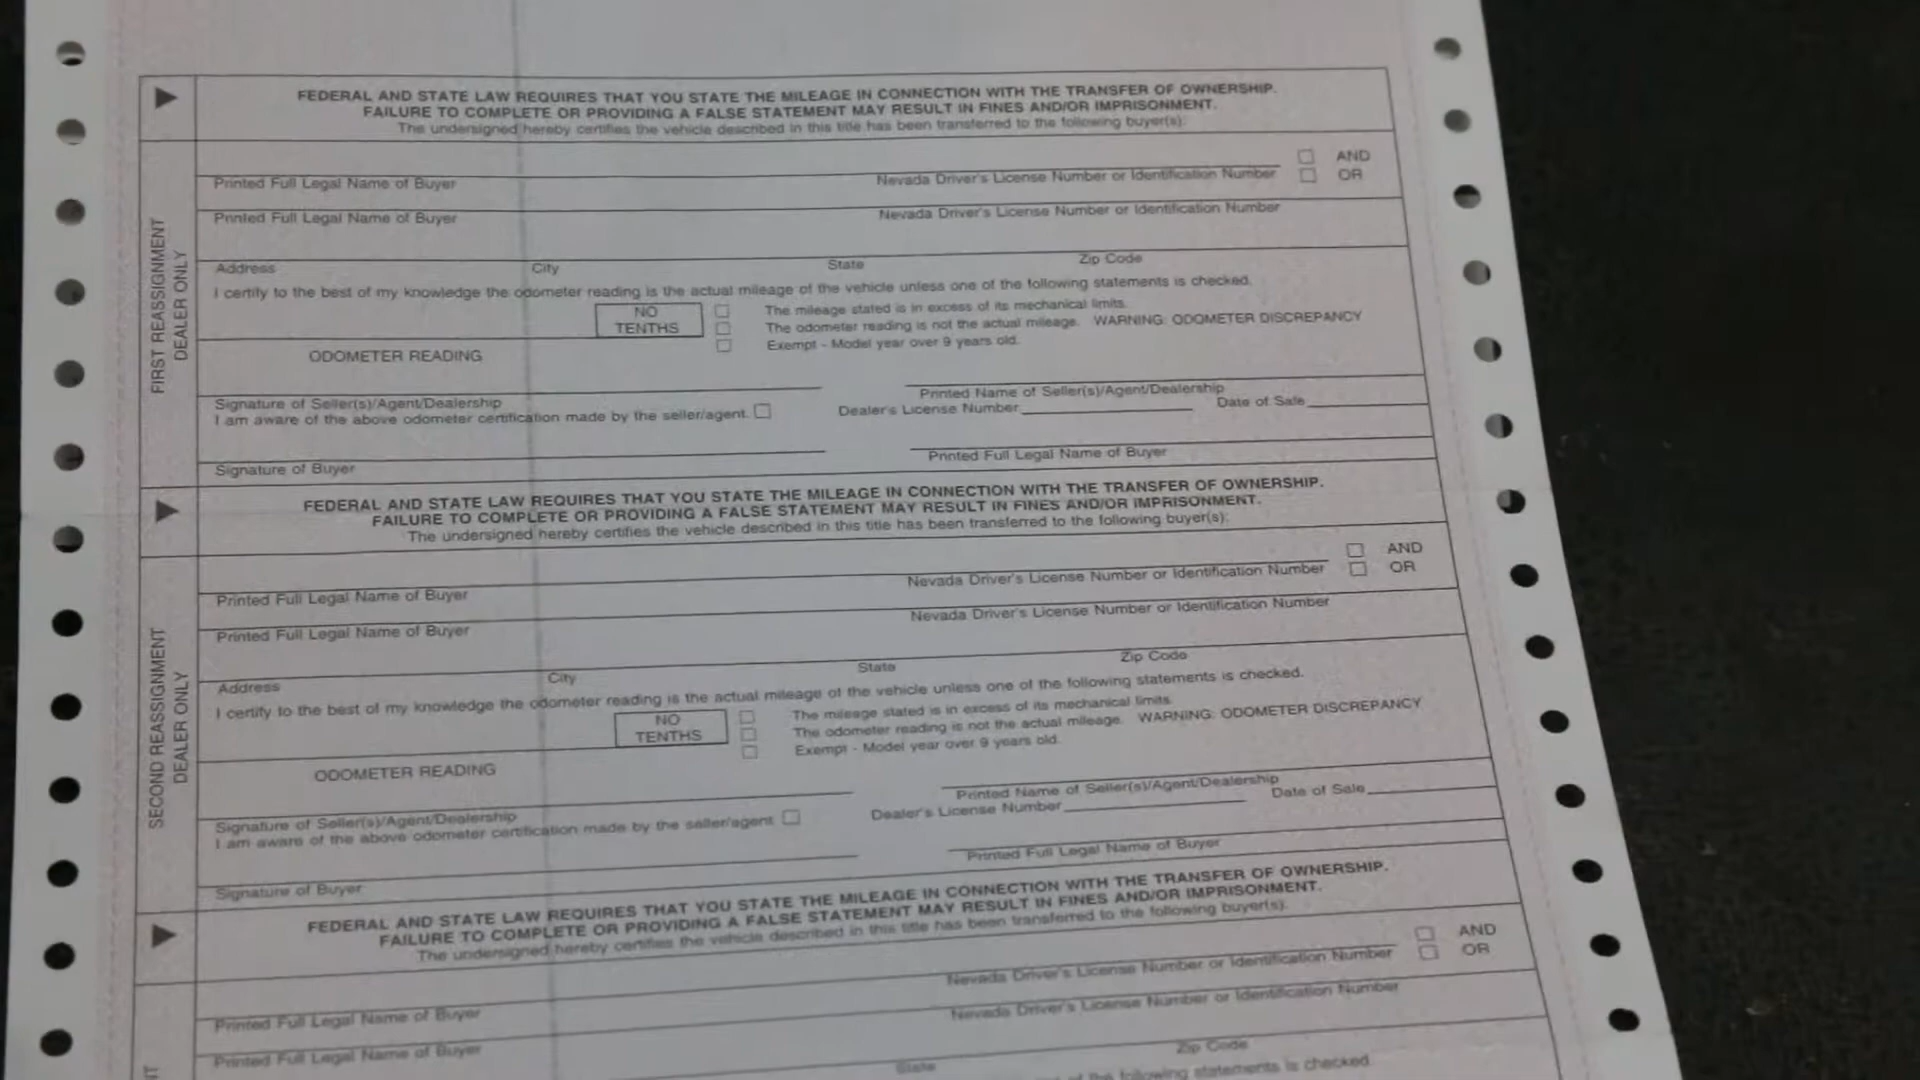 FEDERAL AND STATE LAW REQUIRES THAT YOU STATE THE MILEAGE IN CONNECTION WITH THE TRANSFER OF OWNERSHIP.
FAILURE TO COMPLETE OR PROVIDING A FALSE STATEMENT MAY RESULT IN FINES AND/OR IMPRISONMENT.
The undersigned hereby certifies the vehicle described in this title has been transferred to the following buyer(s):
FIRST REASSIGNMENT
DEALER ONLY
AND
Printed Full Legal Name of Buyer Nevada Driver's License Number or Identification Number OR
Printed Full Legal Name of Buyer Nevada Driver's License Number or Identification Number
Address City State Zip Code
I certify to the best of my knowledge the odometer reading is the actual mileage of the vehicle unless one of the following statements is checked.
NO TENTHS
The mileage stated is in excess of its mechanical limits.
The odometer reading is not the actual mileage. WARNING: ODOMETER DISCREPANCY
Exempt - Model year over 9 years old.
ODOMETER READING
Signature of Seller(s)/Agent/Dealership Printed Name of Seller(s)/Agent/Dealership
I am aware of the above odometer certification made by the seller/agent. Dealer's License Number Date of Sale
Signature of Buyer Printed Full Legal Name of Buyer
FEDERAL AND STATE LAW REQUIRES THAT YOU STATE THE MILEAGE IN CONNECTION WITH THE TRANSFER OF OWNERSHIP.
FAILURE TO COMPLETE OR PROVIDING A FALSE STATEMENT MAY RESULT IN FINES AND/OR IMPRISONMENT.
The undersigned hereby certifies the vehicle described in this title has been transferred to the following buyer(s):
SECOND REASSIGNMENT
DEALER ONLY
AND
Printed Full Legal Name of Buyer Nevada Driver's License Number or Identification Number OR
Printed Full Legal Name of Buyer Nevada Driver's License Number or Identification Number
Address City State Zip Code
I certify to the best of my knowledge the odometer reading is the actual mileage of the vehicle unless one of the following statements is checked.
NO TENTHS
The mileage stated is in excess of its mechanical limits.
The odometer reading is not the actual mileage. WARNING: ODOMETER DISCREPANCY
Exempt - Model year over 9 years old.
ODOMETER READING
Signature of Seller(s)/Agent/Dealership Printed Name of Seller(s)/Agent/Dealership
I am aware of the above odometer certification made by the seller/agent. Dealer's License Number Date of Sale
Signature of Buyer Printed Full Legal Name of Buyer
FEDERAL AND STATE LAW REQUIRES THAT YOU STATE THE MILEAGE IN CONNECTION WITH THE TRANSFER OF OWNERSHIP.
FAILURE TO COMPLETE OR PROVIDING A FALSE STATEMENT MAY RESULT IN FINES AND/OR IMPRISONMENT.
The undersigned hereby certifies the vehicle described in this title has been transferred to the following buyer(s):
AND
Printed Full Legal Name of Buyer Nevada Driver's License Number or Identification Number OR
Printed Full Legal Name of Buyer Nevada Driver's License Number or Identification Number
State Zip Code
of the following statements is checked.